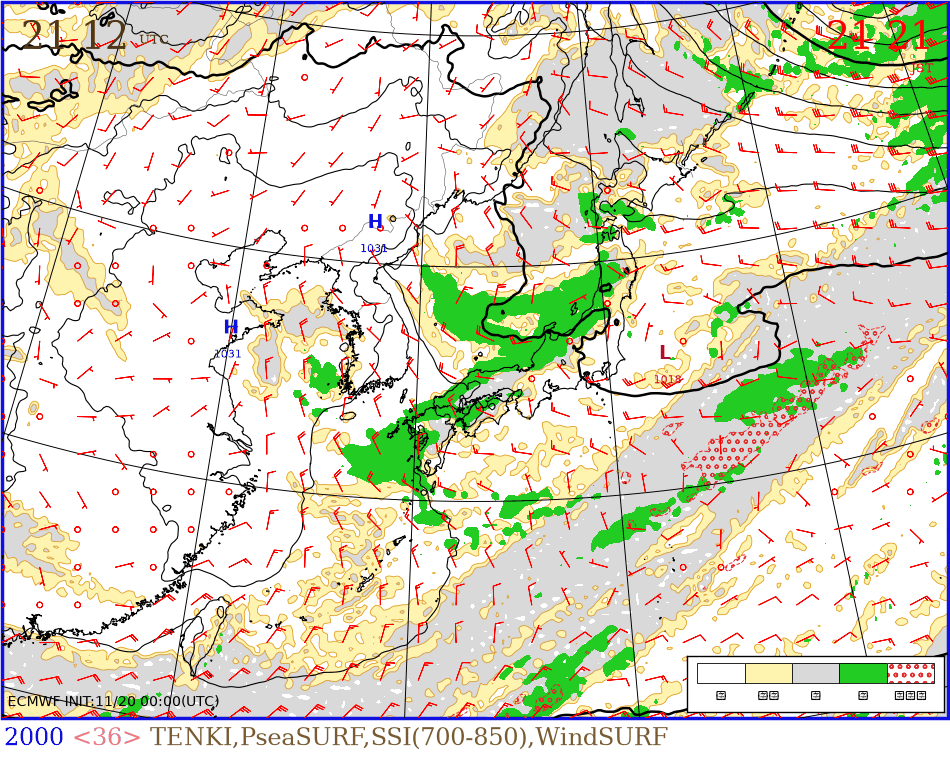 21 12 UTC
21 21
JST
H
1031
H
1031
L
1018
ECMWF INIT:11/20 00:00(UTC)
2000 <36> TENKI,PseaSURF,SSI(700-850),WindSURF